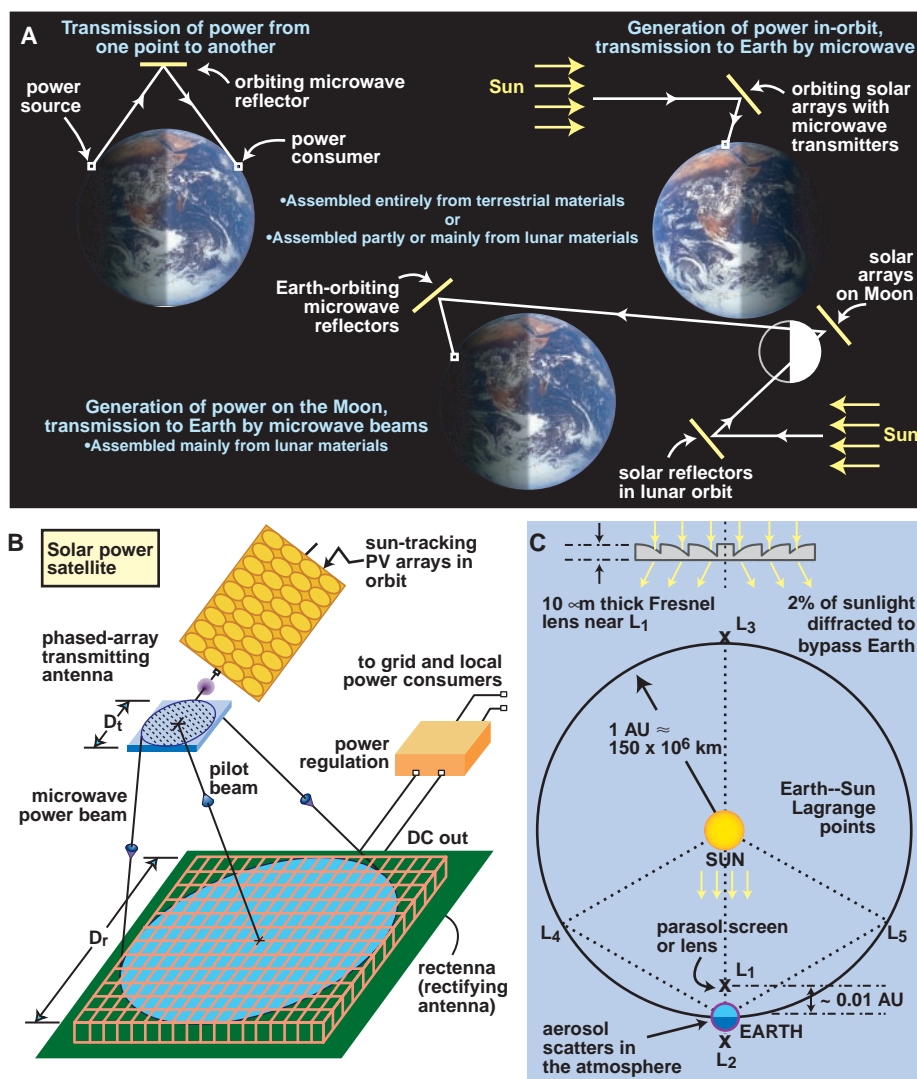 A
Transmission of power from
one point to another
orbiting microwave
reflector
power
source
power
consumer
Generation of power in-orbit,
transmission to Earth by microwave
Sun
orbiting solar
arrays with
microwave
transmitters
•Assembled entirely from terrestrial materials
or
•Assembled partly or mainly from lunar materials
Earth-orbiting
microwave
reflectors
solar
arrays
on Moon
Generation of power on the Moon,
transmission to Earth by microwave beams
•Assembled mainly from lunar materials
Sun
solar reflectors
in lunar orbit
B
Solar power
satellite
sun-tracking
PV arrays in
orbit
phased-array
transmitting
antenna
Dt
to grid and local
power consumers
power
regulation
pilot
beam
microwave
power beam
DC out
Dr
rectenna
(rectifying
antenna)
C
10 ∝m thick Fresnel
lens near L1
2% of sunlight
diffracted to
bypass Earth
L3
X
1 AU ≈
150 x 10⁶ km
Earth--Sun
Lagrange
points
SUN
L4
L5
parasol screen
or lens
L1
X
~ 0.01 AU
EARTH
aerosol
scatters in
the atmosphere
X
L2